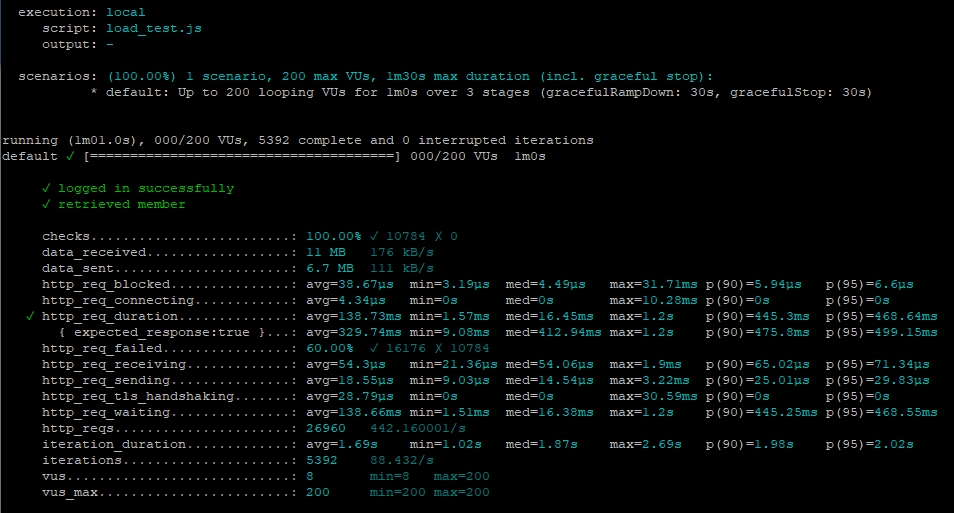 execution: local
script: load_test.js
output: -
scenarios: (100.00%) 1 scenario, 200 max VUs, 1m30s max duration (incl. graceful stop):
* default: Up to 200 looping VUs for 1m0s over 3 stages (gracefulRampDown: 30s, gracefulStop: 30s)
running (1m01.0s), 000/200 VUs, 5392 complete and 0 interrupted iterations
default ✓ [======================================] 000/200 VUs  1m0s
✓ logged in successfully
✓ retrieved member
checks.........................: 100.00% ✓ 10784 ✗ 0
data_received..................: 11 MB   176 kB/s
data_sent......................: 6.7 MB  111 kB/s
http_req_blocked...............: avg=38.67µs  min=3.19µs  med=4.49µs   max=31.71ms p(90)=5.94µs   p(95)=6.6µs
http_req_connecting............: avg=4.34µs   min=0s      med=0s       max=10.28ms p(90)=0s       p(95)=0s
✓ http_req_duration..............: avg=138.73ms min=1.57ms  med=16.45ms  max=1.2s    p(90)=445.3ms  p(95)=468.64ms
{ expected_response:true }...: avg=329.74ms min=9.08ms  med=412.94ms max=1.2s    p(90)=475.8ms  p(95)=499.15ms
http_req_failed................: 60.00%  ✓ 16176 ✗ 10784
http_req_receiving.............: avg=54.3µs   min=21.36µs med=54.06µs  max=1.9ms   p(90)=65.02µs  p(95)=71.34µs
http_req_sending...............: avg=18.55µs  min=9.03µs  med=14.54µs  max=3.22ms  p(90)=25.01µs  p(95)=29.83µs
http_req_tls_handshaking.......: avg=28.79µs  min=0s      med=0s       max=30.59ms p(90)=0s       p(95)=0s
http_req_waiting...............: avg=138.66ms min=1.51ms  med=16.38ms  max=1.2s    p(90)=445.25ms p(95)=468.55ms
http_reqs......................: 26960   442.160001/s
iteration_duration.............: avg=1.69s    min=1.02s   med=1.87s    max=2.69s   p(90)=1.98s    p(95)=2.02s
iterations.....................: 5392    88.432/s
vus............................: 8       min=8   max=200
vus_max........................: 200     min=200 max=200